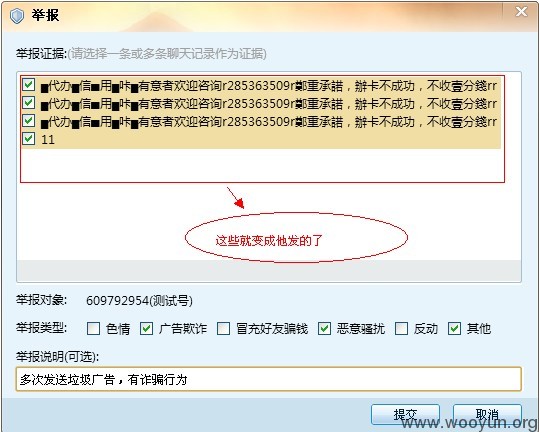 举报
举报证据:(请选择一条或多条聊天记录作为证据)
▆代办▆信▆用▆咔▆有意者欢迎咨询r285363509r鄭重承諾，辦卡不成功，不收壹分錢rr
▆代办▆信▆用▆咔▆有意者欢迎咨询r285363509r鄭重承諾，辦卡不成功，不收壹分錢rr
▆代办▆信▆用▆咔▆有意者欢迎咨询r285363509r鄭重承諾，辦卡不成功，不收壹分錢rr
11
这些就变成他发的了
举报对象: 609792954(测试号)
举报类型: 色情 广告欺诈 冒充好友骗钱 恶意骚扰 反动 其他
举报说明(可选):
多次发送垃圾广告，有诈骗行为
提交 取消
www.wooyun.org